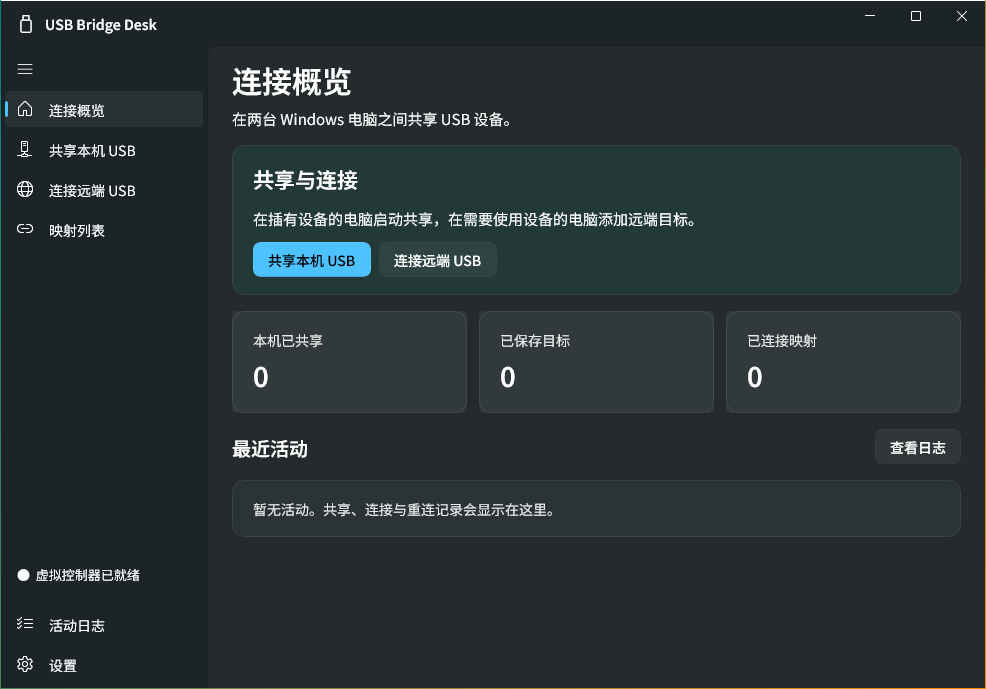 USB Bridge Desk
连接概览
共享本机 USB
连接远端 USB
映射列表
虚拟控制器已就绪
活动日志
设置
连接概览
在两台 Windows 电脑之间共享 USB 设备。
共享与连接
在插有设备的电脑启动共享，在需要使用设备的电脑添加远端目标。
共享本机 USB
连接远端 USB
本机已共享
0
已保存目标
0
已连接映射
0
最近活动
查看日志
暂无活动。共享、连接与重连记录会显示在这里。